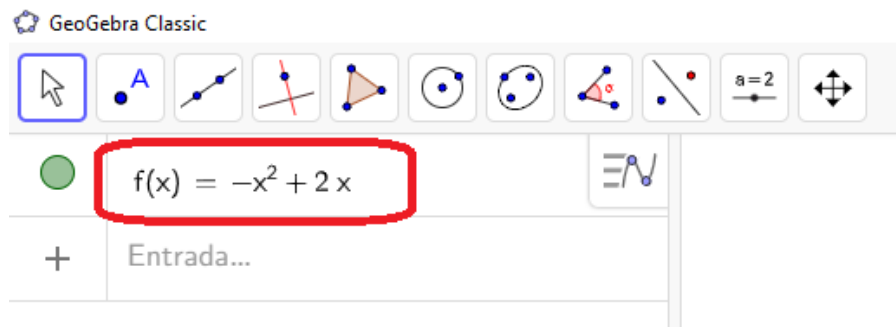 GeoGebra Classic
A
α
a=2
f(x) = −x² + 2 x
+
Entrada...